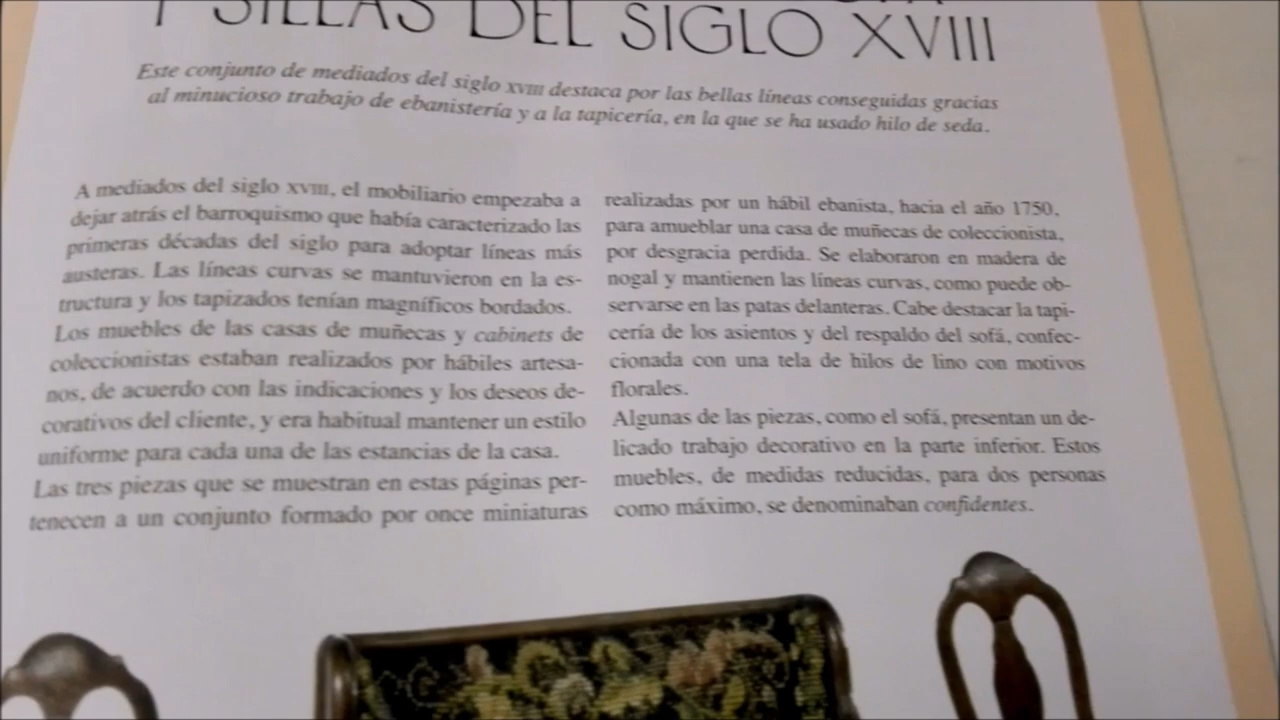 Y SILLAS DEL SIGLO XVIII
Este conjunto de mediados del siglo XVIII destaca por las bellas líneas conseguidas gracias
al minucioso trabajo de ebanistería y a la tapicería, en la que se ha usado hilo de seda.
A mediados del siglo XVIII, el mobiliario empezaba a
dejar atrás el barroquismo que había caracterizado las
primeras décadas del siglo para adoptar líneas más
austeras. Las líneas curvas se mantuvieron en la es-
tructura y los tapizados tenían magníficos bordados.
Los muebles de las casas de muñecas y cabinets de
coleccionistas estaban realizados por hábiles artesa-
nos, de acuerdo con las indicaciones y los deseos de-
corativos del cliente, y era habitual mantener un estilo
uniforme para cada una de las estancias de la casa.
Las tres piezas que se muestran en estas páginas per-
tenecen a un conjunto formado por once miniaturas
realizadas por un hábil ebanista, hacia el año 1750,
para amueblar una casa de muñecas de coleccionista,
por desgracia perdida. Se elaboraron en madera de
nogal y mantienen las líneas curvas, como puede ob-
servarse en las patas delanteras. Cabe destacar la tapi-
cería de los asientos y del respaldo del sofá, confec-
cionada con una tela de hilos de lino con motivos
florales.
Algunas de las piezas, como el sofá, presentan un de-
licado trabajo decorativo en la parte inferior. Estos
muebles, de medidas reducidas, para dos personas
como máximo, se denominaban confidentes.